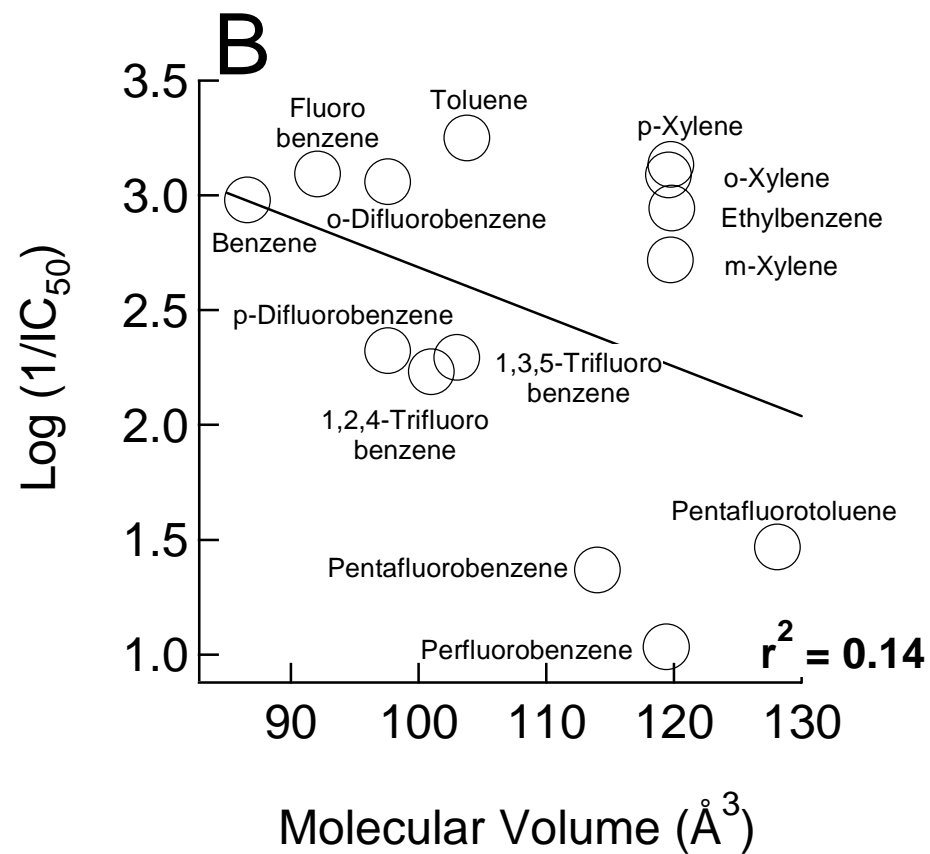 B
3.5
3.0
2.5
2.0
1.5
1.0
Log (1/IC50)
Fluoro
benzene
Toluene
p-Xylene
o-Xylene
Ethylbenzene
m-Xylene
o-Difluorobenzene
Benzene
p-Difluorobenzene
1,3,5-Trifluoro
benzene
1,2,4-Trifluoro
benzene
Pentafluorotoluene
Pentafluorobenzene
Perfluorobenzene
r2 = 0.14
90 100 110 120 130
Molecular Volume (Å3)